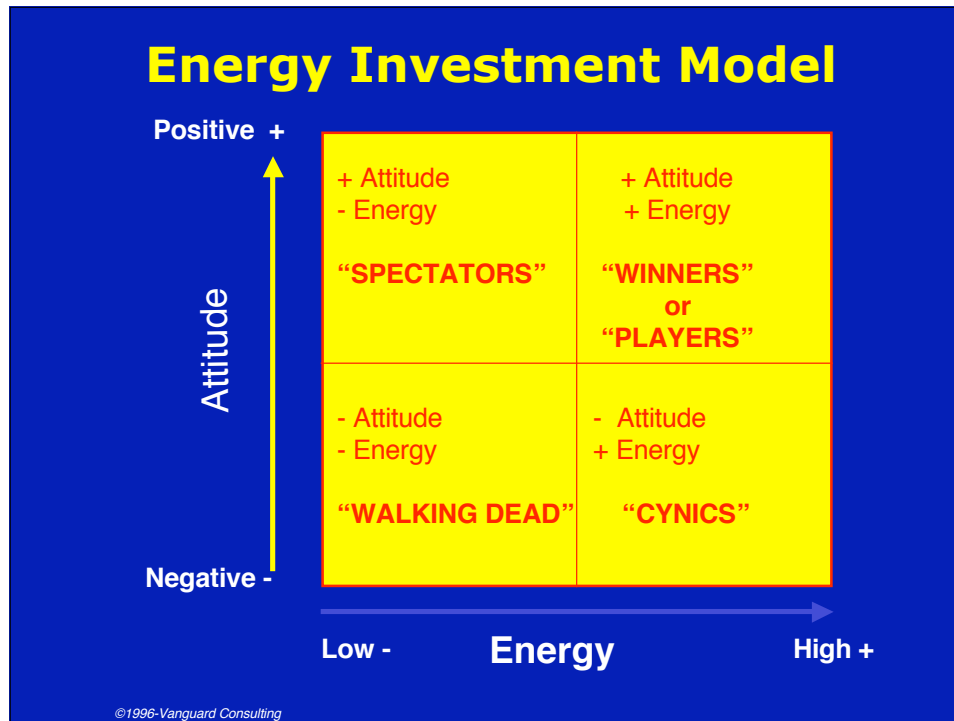 Energy Investment Model
Positive +
Attitude
Negative -
+ Attitude
- Energy
“SPECTATORS”
+ Attitude
+ Energy
“WINNERS”
or
“PLAYERS”
- Attitude
- Energy
“WALKING DEAD”
- Attitude
+ Energy
“CYNICS”
Low -
Energy
High +
©1996-Vanguard Consulting